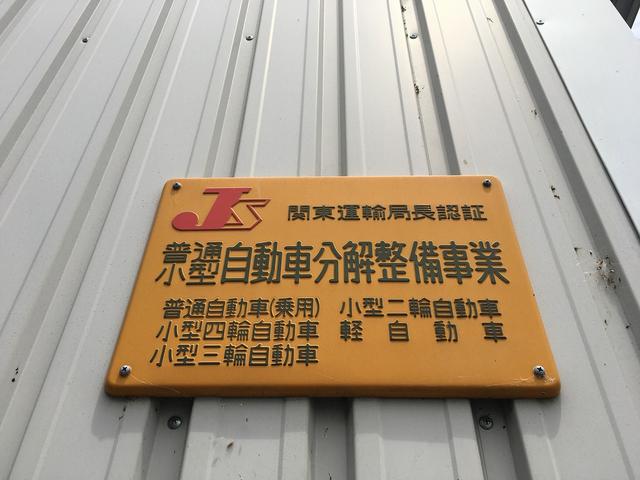 JS 関東運輸局長認証
普通
小型 自動車分解整備事業
普通自動車(乗用) 小型二輪自動車
小型四輪自動車 軽自動車
小型三輪自動車